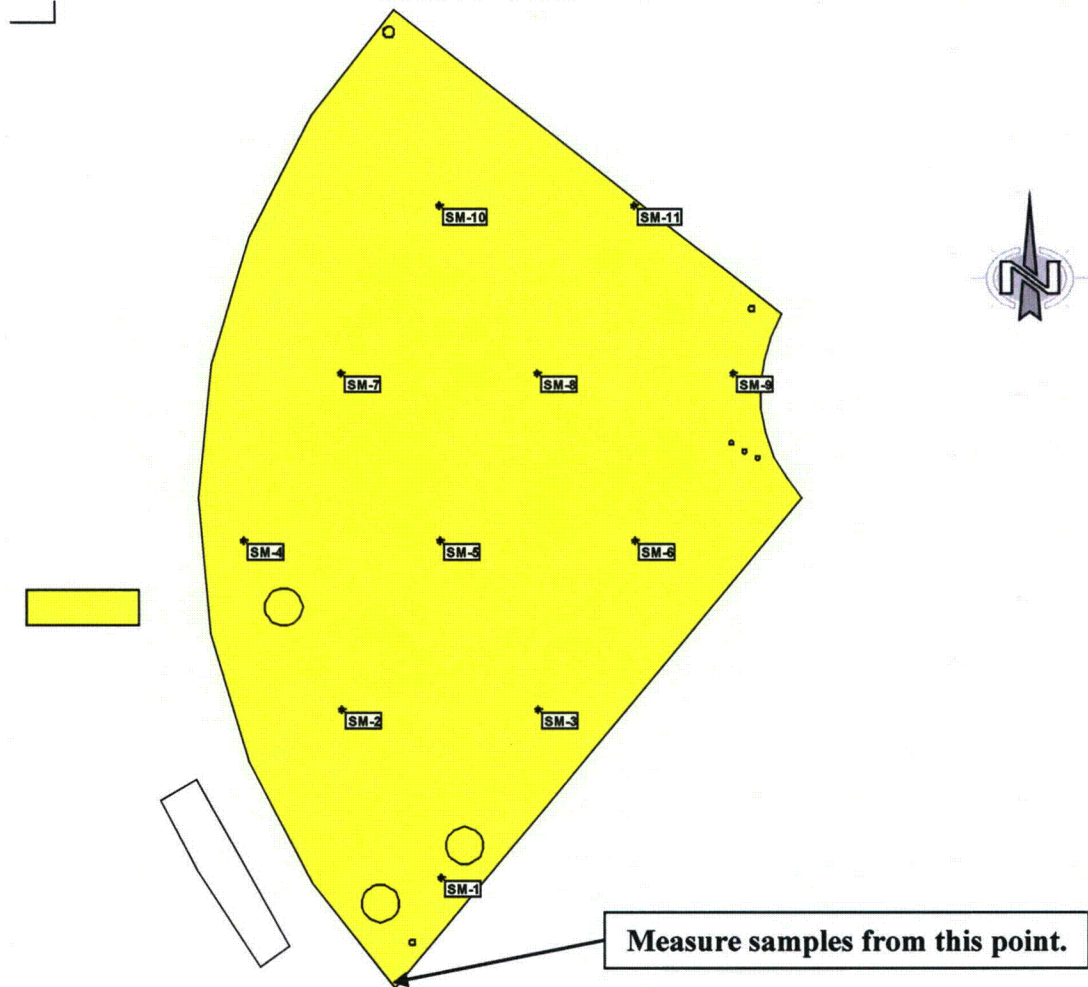 SM-10
SM-11
N
SM-7
SM-8
SM-9
SM-4
SM-5
SM-6
SM-2
SM-3
SM-1
Measure samples from this point.